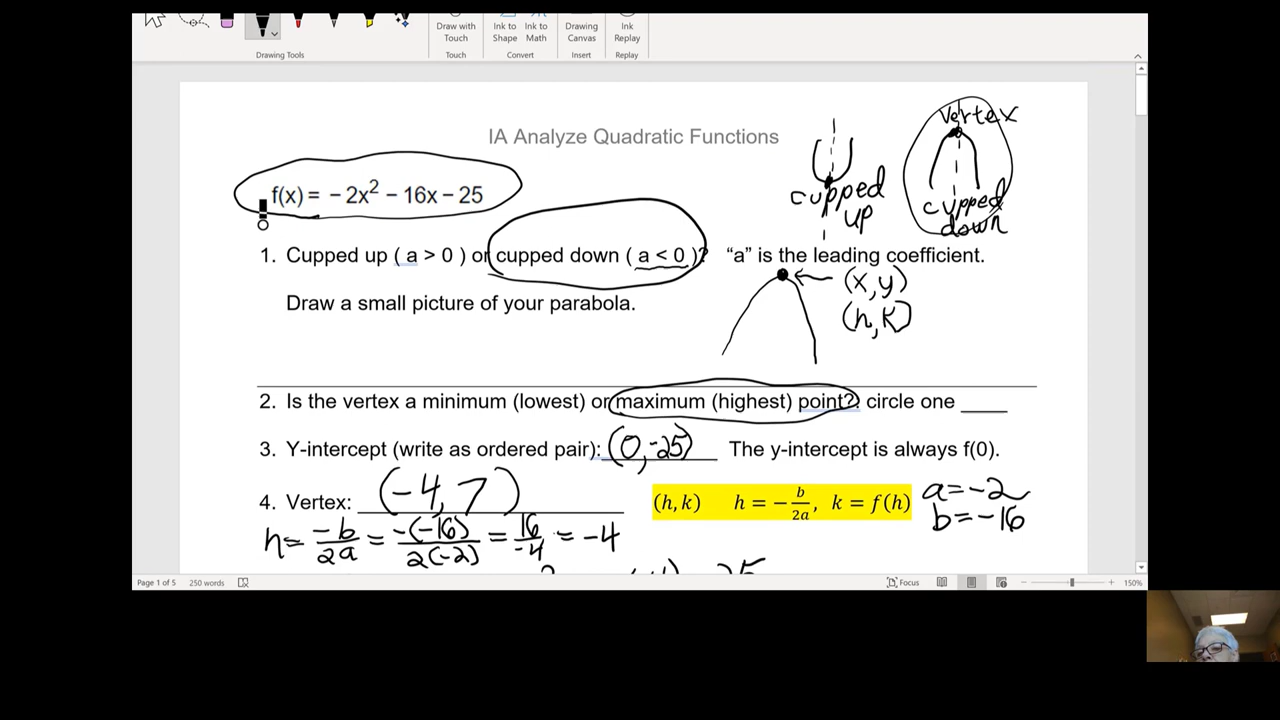 Draw with Touch
Ink to Shape
Ink to Math
Drawing Canvas
Ink Replay
Drawing Tools
Touch
Convert
Insert
Replay
IA Analyze Quadratic Functions
vertex
cupped up
cupped down
f(x) = − 2x² − 16x − 25
1. Cupped up ( a > 0 ) or cupped down ( a < 0 )? "a" is the leading coefficient.
(x, y)
Draw a small picture of your parabola.
(h, k)
2. Is the vertex a minimum (lowest) or maximum (highest) point?. circle one ____
3. Y-intercept (write as ordered pair): (0, -25) The y-intercept is always f(0).
4. Vertex: (-4, 7) (h, k) h = − b/2a, k = f(h) a = -2
b = -16
h = -b/2a = -(-16)/2(-2) = 16/-4 = -4
Page 1 of 5 250 words Focus 150%